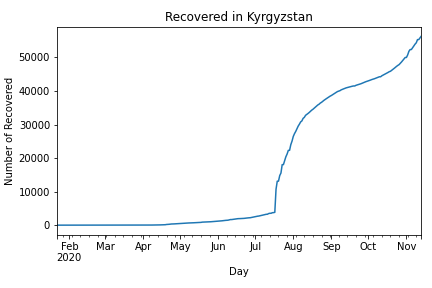 Recovered in Kyrgyzstan
Number of Recovered
50000
40000
30000
20000
10000
0
Feb Mar Apr May Jun Jul Aug Sep Oct Nov
2020
Day